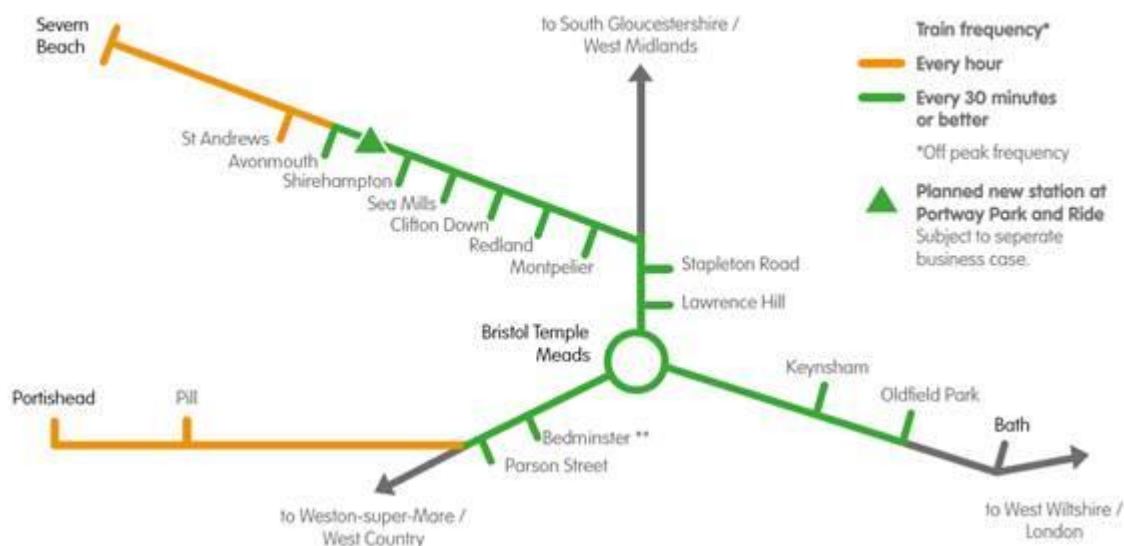 Severn
Beach
to South Gloucestershire /
West Midlands
Train frequency*
Every hour
Every 30 minutes
or better
*Off peak frequency
Planned new station at
Portway Park and Ride
Subject to seperate
business case.
St Andrews
Avonmouth
Shirehampton
Sea Mills
Clifton Down
Redland
Montpelier
Stapleton Road
Lawrence Hill
Bristol Temple
Meads
Keynsham
Oldfield Park
Bath
Portishead
Pill
Bedminster **
Parson Street
to Weston-super-Mare /
West Country
to West Wiltshire /
London